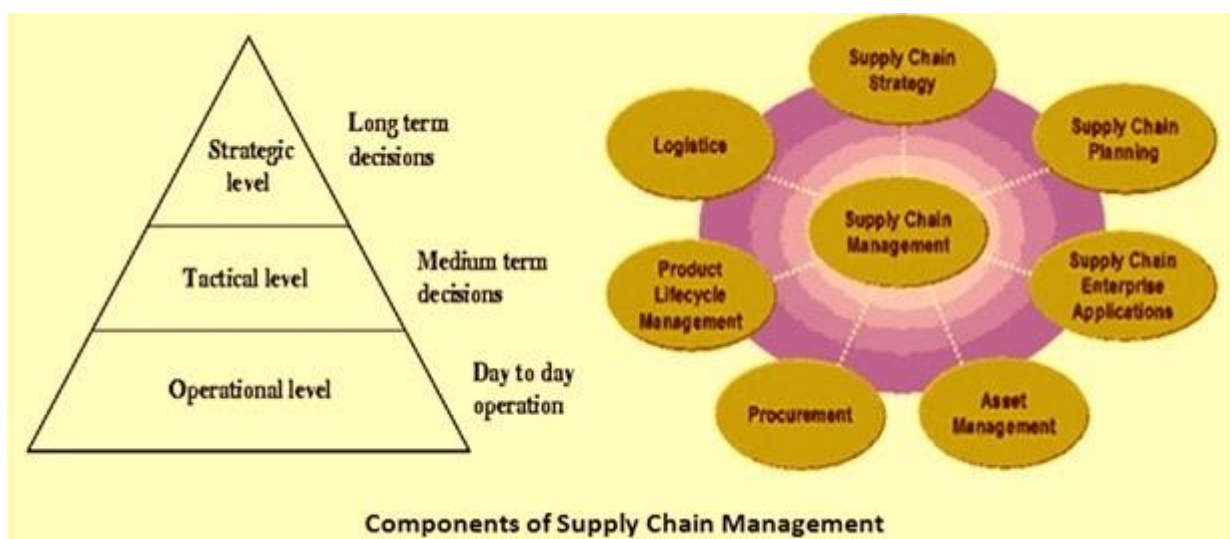 Strategic
level
Long term
decisions
Tactical level
Medium term
decisions
Operational level
Day to day
operation
Supply Chain
Strategy
Supply Chain
Planning
Logistics
Supply Chain
Management
Supply Chain
Enterprise
Applications
Product
Lifecycle
Management
Procurement
Asset
Management
Components of Supply Chain Management